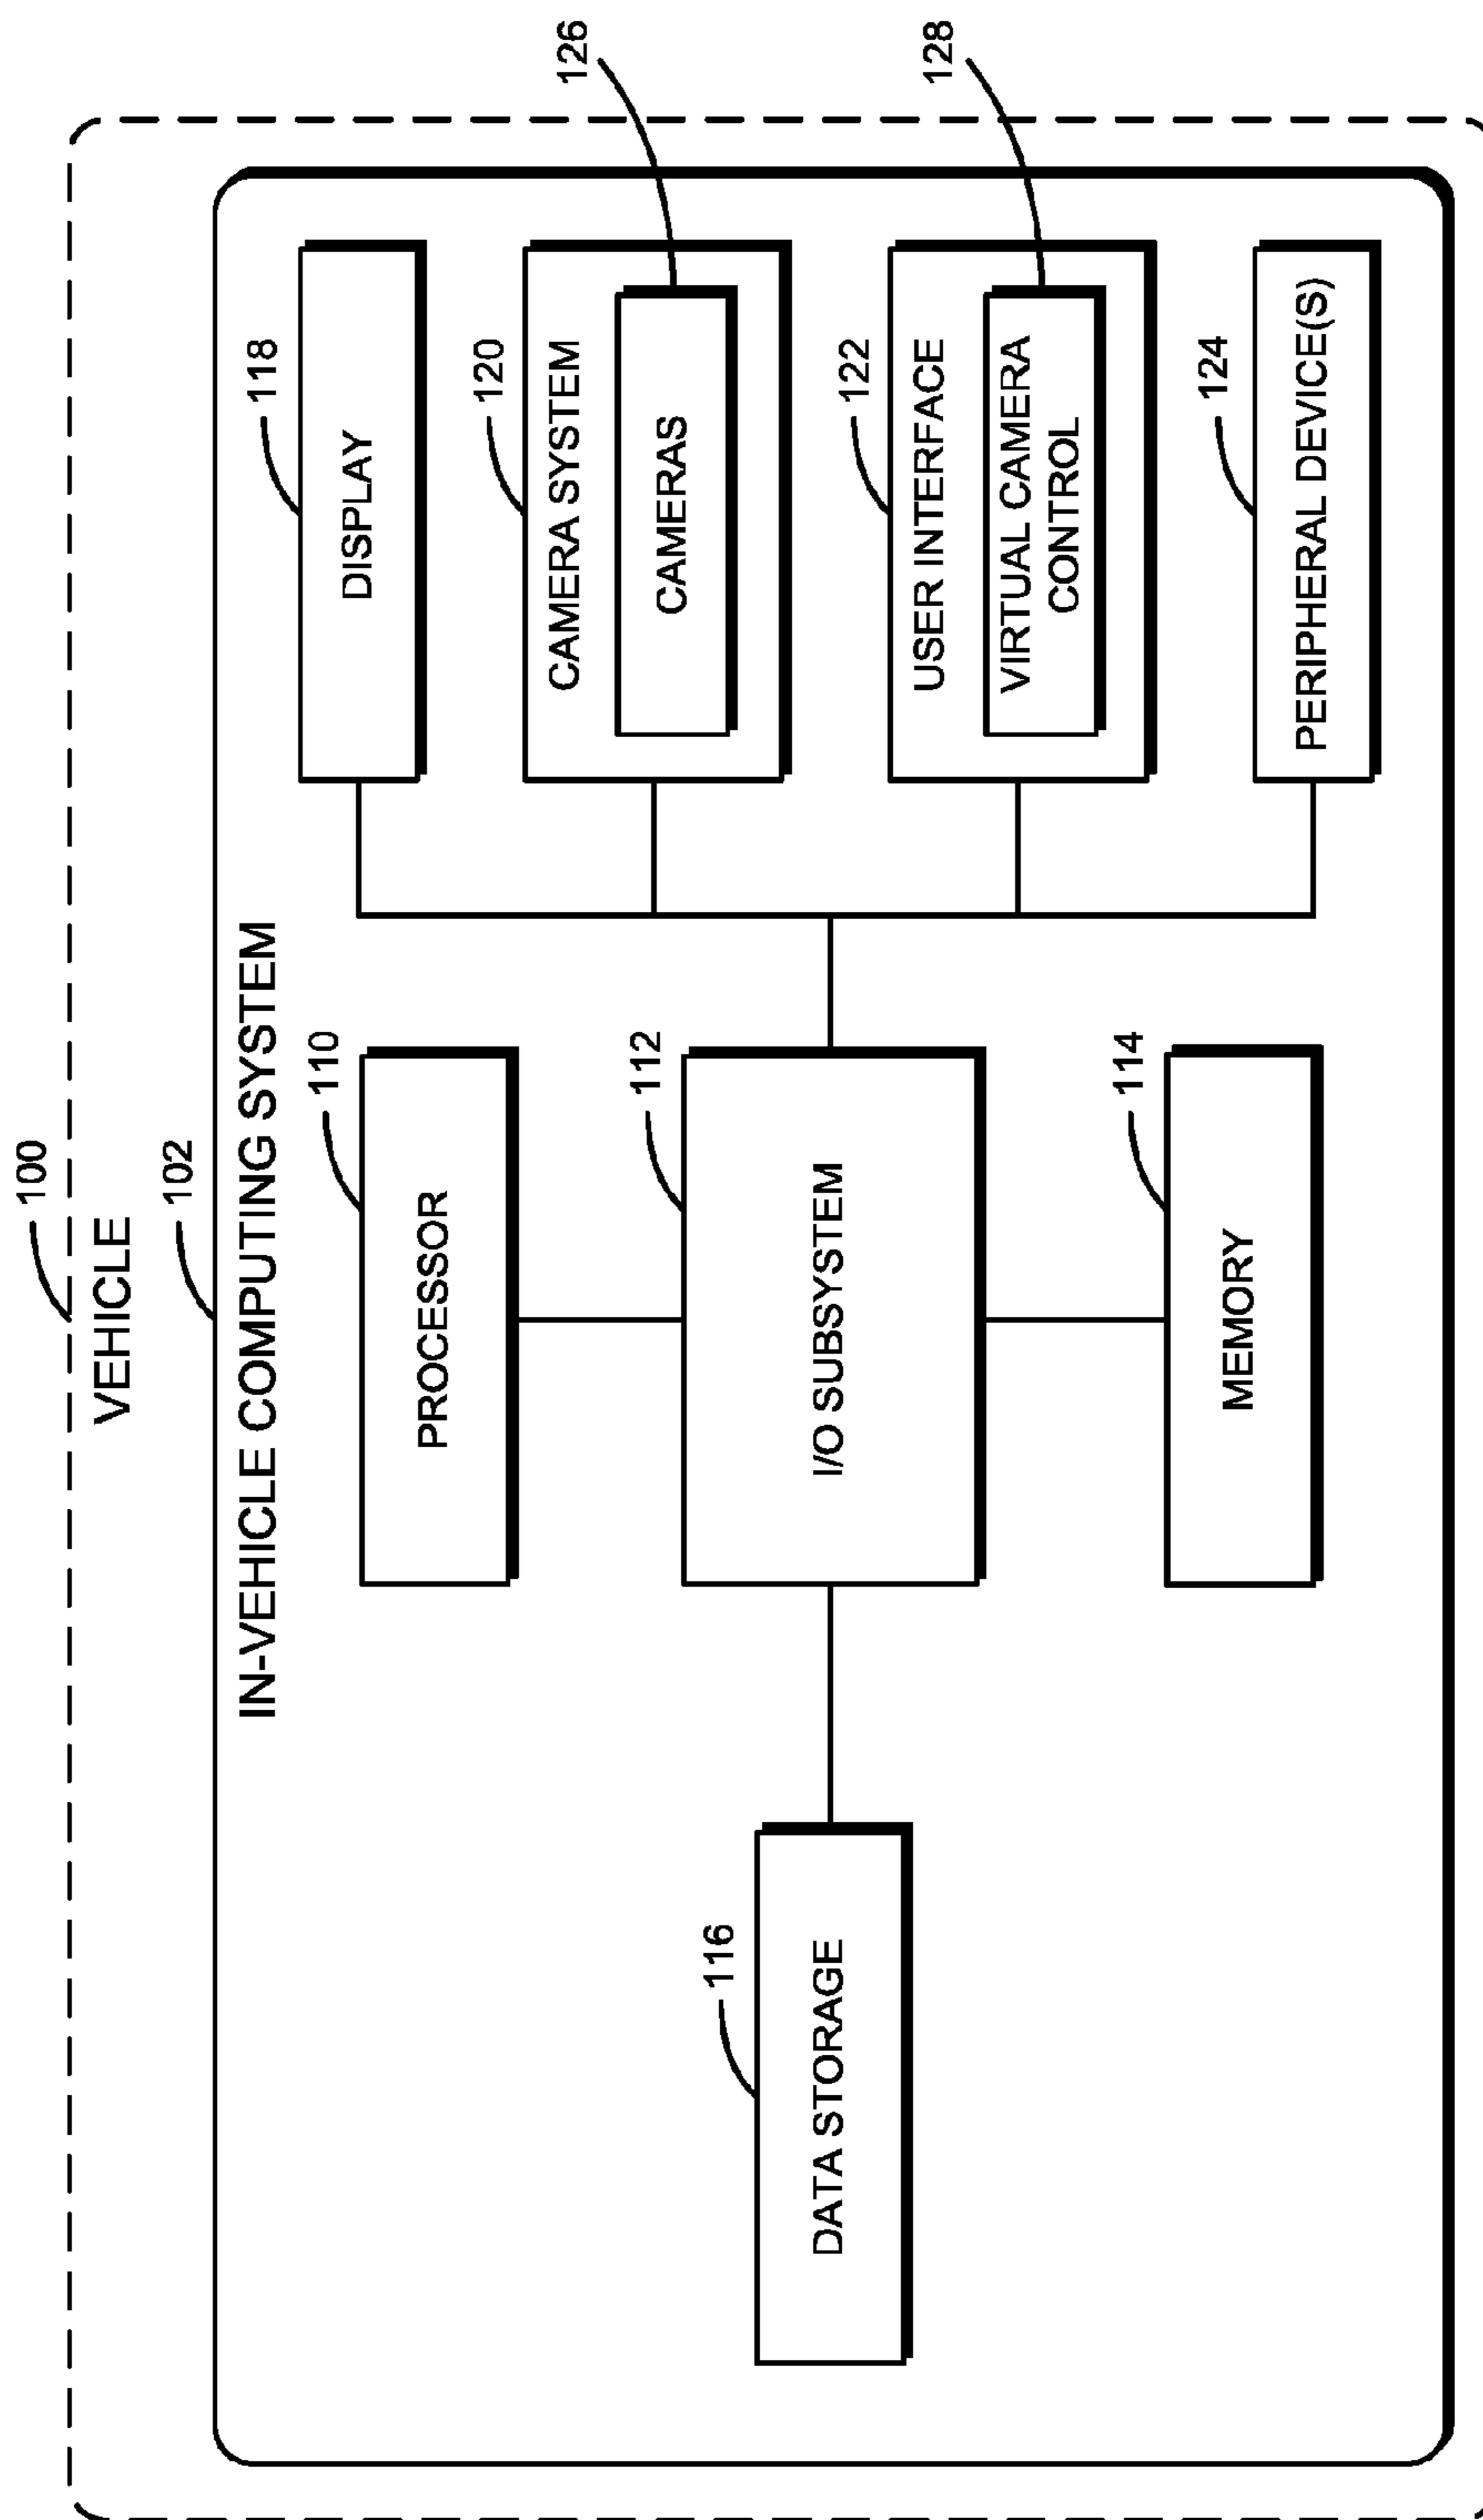 100
VEHICLE
102
IN-VEHICLE COMPUTING SYSTEM
110
PROCESSOR
112
I/O SUBSYSTEM
114
MEMORY
116
DATA STORAGE
118
DISPLAY
120
CAMERA SYSTEM
CAMERAS
126
122
USER INTERFACE
VIRTUAL CAMERA
CONTROL
128
124
PERIPHERAL DEVICE(S)